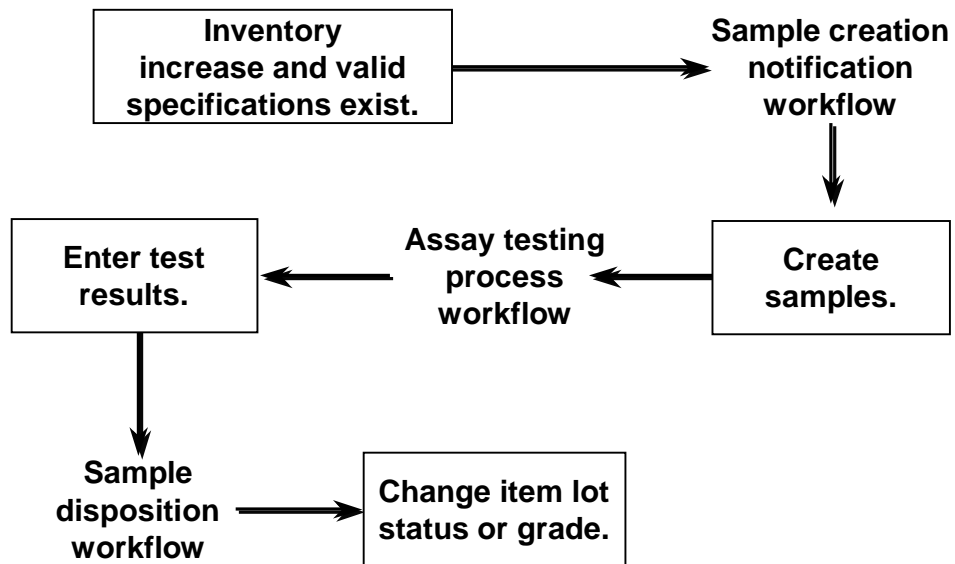 Inventory
increase and valid
specifications exist.
Sample creation
notification
workflow
Create
samples.
Assay testing
process
workflow
Enter test
results.
Sample
disposition
workflow
Change item lot
status or grade.